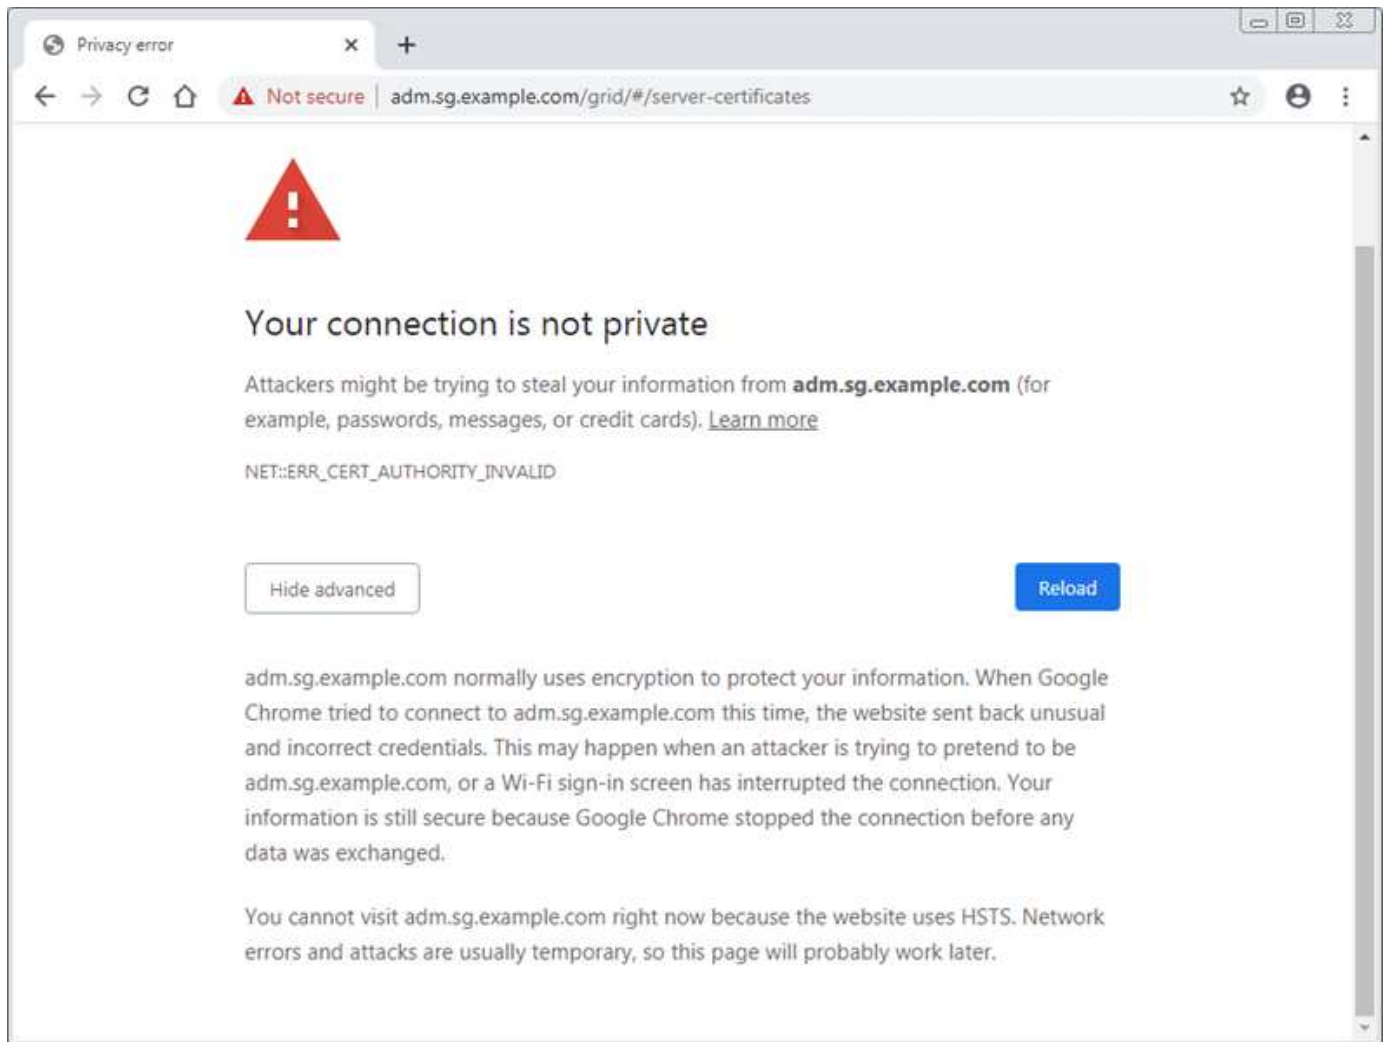 Privacy error
Not secure adm.sg.example.com/grid/#/server-certificates
Your connection is not private
Attackers might be trying to steal your information from adm.sg.example.com (for
example, passwords, messages, or credit cards). Learn more
NET::ERR_CERT_AUTHORITY_INVALID
Hide advanced
Reload
adm.sg.example.com normally uses encryption to protect your information. When Google
Chrome tried to connect to adm.sg.example.com this time, the website sent back unusual
and incorrect credentials. This may happen when an attacker is trying to pretend to be
adm.sg.example.com, or a Wi-Fi sign-in screen has interrupted the connection. Your
information is still secure because Google Chrome stopped the connection before any
data was exchanged.
You cannot visit adm.sg.example.com right now because the website uses HSTS. Network
errors and attacks are usually temporary, so this page will probably work later.